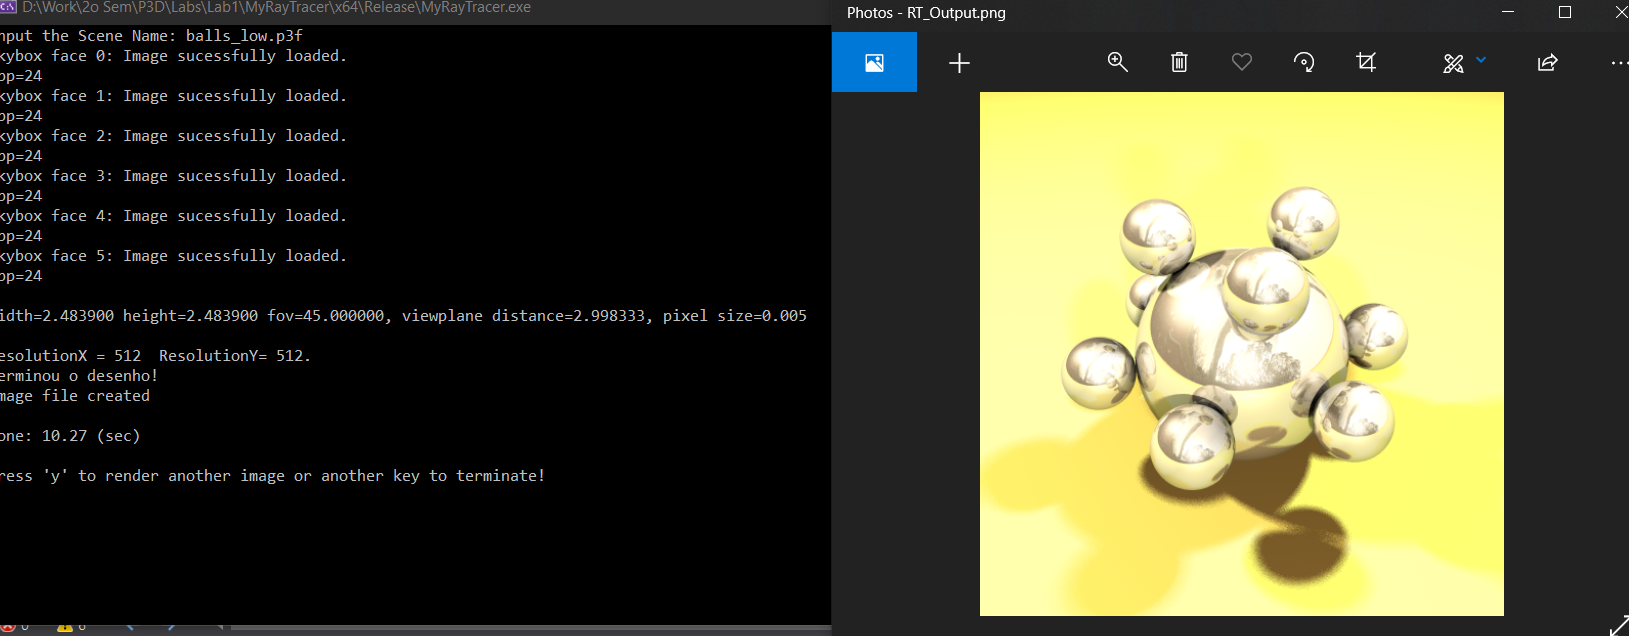 D:\Work\2o Sem\P3D\Labs\Lab1\MyRayTracer\x64\Release\MyRayTracer.exe
nput the Scene Name: balls_low.p3f
kybox face 0: Image sucessfully loaded.
pp=24
kybox face 1: Image sucessfully loaded.
pp=24
kybox face 2: Image sucessfully loaded.
pp=24
kybox face 3: Image sucessfully loaded.
pp=24
kybox face 4: Image sucessfully loaded.
pp=24
kybox face 5: Image sucessfully loaded.
pp=24
idth=2.483900 height=2.483900 fov=45.000000, viewplane distance=2.998333, pixel size=0.005
esolutionX = 512  ResolutionY= 512.
erminou o desenho!
mage file created
one: 10.27 (sec)
ress 'y' to render another image or another key to terminate!
Photos - RT_Output.png